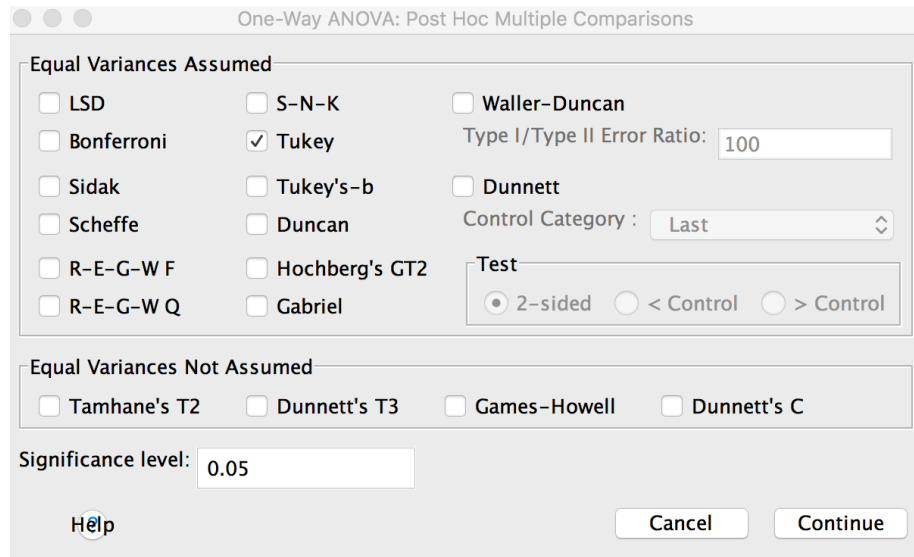 One-Way ANOVA: Post Hoc Multiple Comparisons
Equal Variances Assumed
LSD S-N-K Waller-Duncan
Bonferroni Tukey Type I/Type II Error Ratio: 100
Sidak Tukey's-b Dunnett
Scheffe Duncan Control Category : Last
R-E-G-W F Hochberg's GT2 Test
R-E-G-W Q Gabriel 2-sided < Control > Control
Equal Variances Not Assumed
Tamhane's T2 Dunnett's T3 Games-Howell Dunnett's C
Significance level: 0.05
Help Cancel Continue